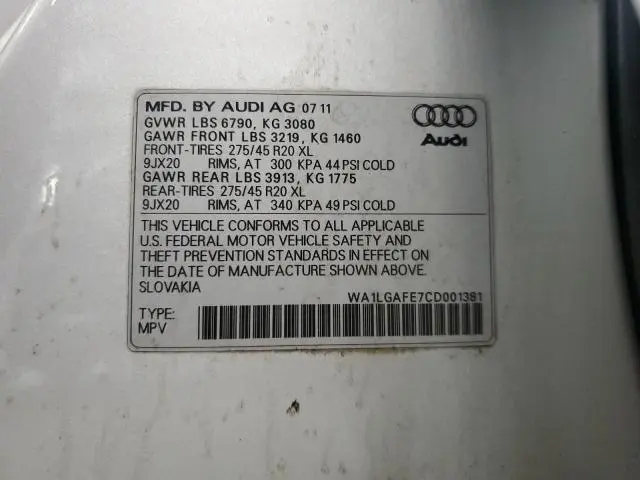 MFD. BY AUDI AG 07 11
GVWR LBS 6790, KG 3080
GAWR FRONT LBS 3219, KG 1460
FRONT-TIRES 275/45 R20 XL
9JX20 RIMS, AT 300 KPA 44 PSI COLD
GAWR REAR LBS 3913, KG 1775
REAR-TIRES 275/45 R20 XL
9JX20 RIMS, AT 340 KPA 49 PSI COLD
Audi
THIS VEHICLE CONFORMS TO ALL APPLICABLE
U.S. FEDERAL MOTOR VEHICLE SAFETY AND
THEFT PREVENTION STANDARDS IN EFFECT ON
THE DATE OF MANUFACTURE SHOWN ABOVE.
SLOVAKIA
WA1LGAFE7CD001381
TYPE:
MPV